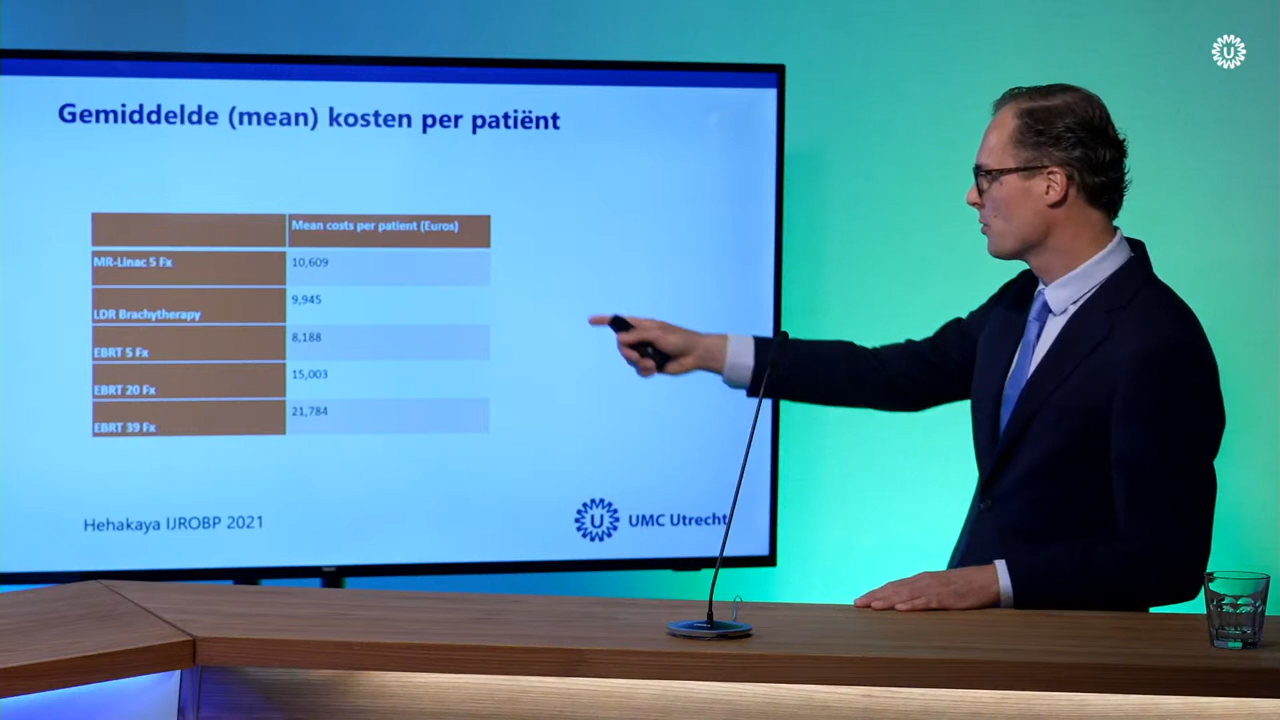 Gemiddelde (mean) kosten per patiënt
Mean costs per patient (Euros)
MR-Linac 5 Fx 10,609
LDR Brachytherapy 9,945
EBRT 5 Fx 8,188
EBRT 20 Fx 15,003
EBRT 39 Fx 21,784
Hehakaya IJROBP 2021
U UMC Utrecht
U